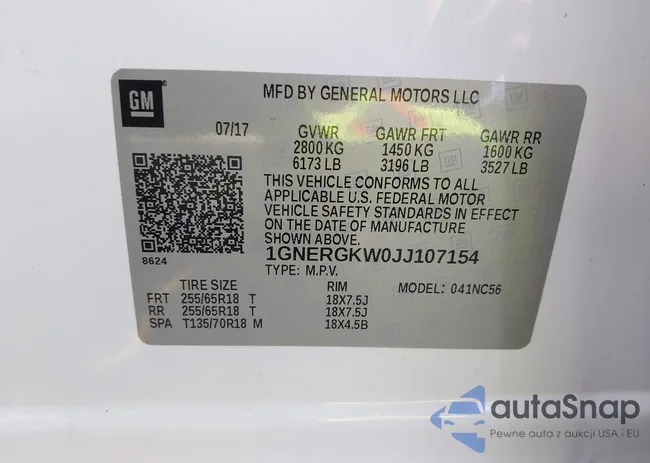 GM
MFD BY GENERAL MOTORS LLC
07/17
GVWR GAWR FRT GAWR RR
2800 KG 1450 KG 1600 KG
6173 LB 3196 LB 3527 LB
THIS VEHICLE CONFORMS TO ALL
APPLICABLE U.S. FEDERAL MOTOR
VEHICLE SAFETY STANDARDS IN EFFECT
ON THE DATE OF MANUFACTURE
SHOWN ABOVE.
8624
1GNERGKW0JJ107154
TYPE: M.P.V.
TIRE SIZE RIM MODEL: 041NC56
FRT 255/65R18 T 18X7.5J
RR 255/65R18 T 18X7.5J
SPA T135/70R18 M 18X4.5B
autaSnap
Pewne auta z aukcji USA i EU